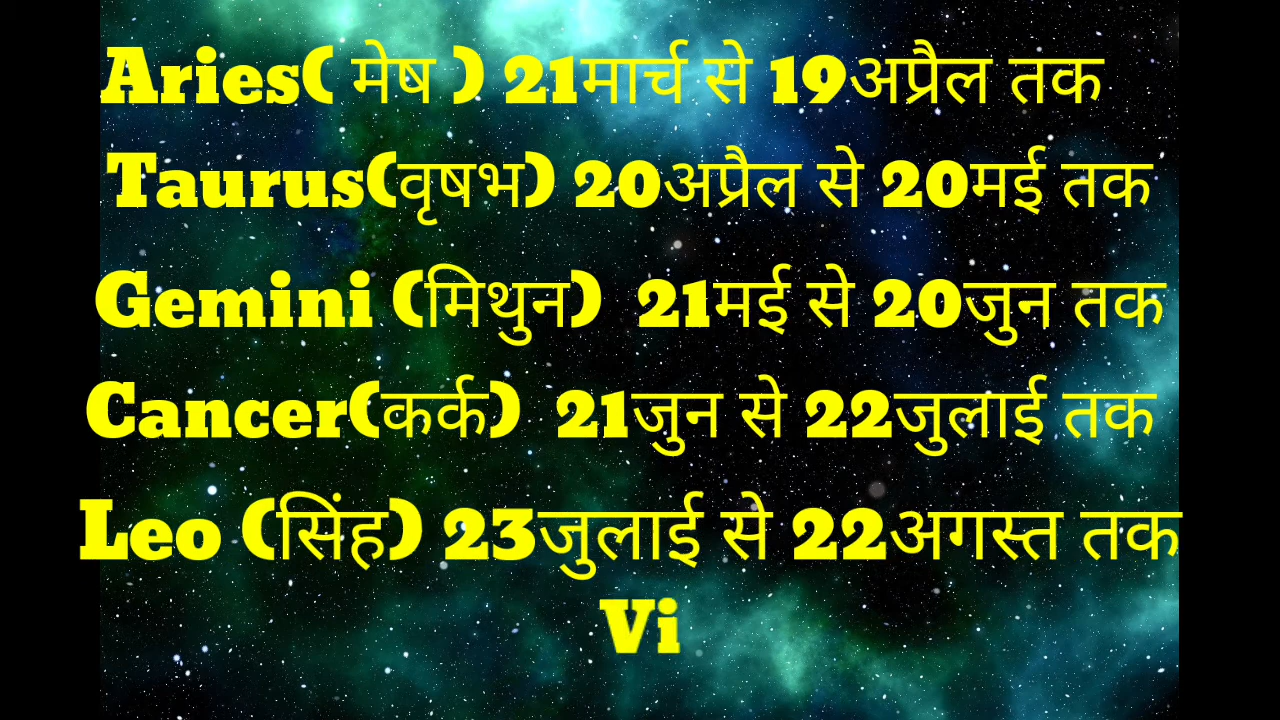 Aries( मेष ) 21मार्च से 19अप्रैल तक
Taurus(वृषभ) 20अप्रैल से 20मई तक
Gemini (मिथुन) 21मई से 20जुन तक
Cancer(कर्क) 21जुन से 22जुलाई तक
Leo (सिंह) 23जुलाई से 22अगस्त तक
Vi